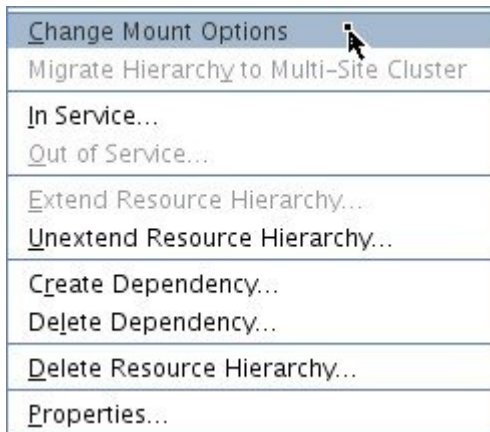 Change Mount Options
Migrate Hierarchy to Multi-Site Cluster
In Service...
Out of Service...
Extend Resource Hierarchy...
Unextend Resource Hierarchy...
Create Dependency...
Delete Dependency...
Delete Resource Hierarchy...
Properties...